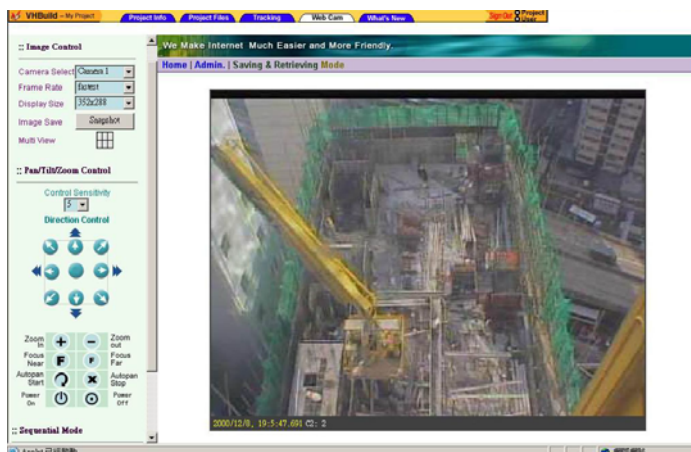 VHBuild -- My Project
Project Info
Project Files
Tracking
Web Cam
What's New
Sign Out
Project User
:: Image Control
We Make Internet Much Easier and More Friendly.
Home | Admin. | Saving & Retrieving Mode
Camera Select Camera 1
Frame Rate fastest
Display Size 352x288
Image Save Snapshot
Multi View
:: Pan/Tilt/Zoom Control
Control Sensitivity
5
Direction Control
Zoom In + - Zoom out
Focus Near F F Focus Far
Autopan Start Autopan Stop
Power On Power Off
2000/12/8, 19:5:47.691 C2: 2
:: Sequential Mode